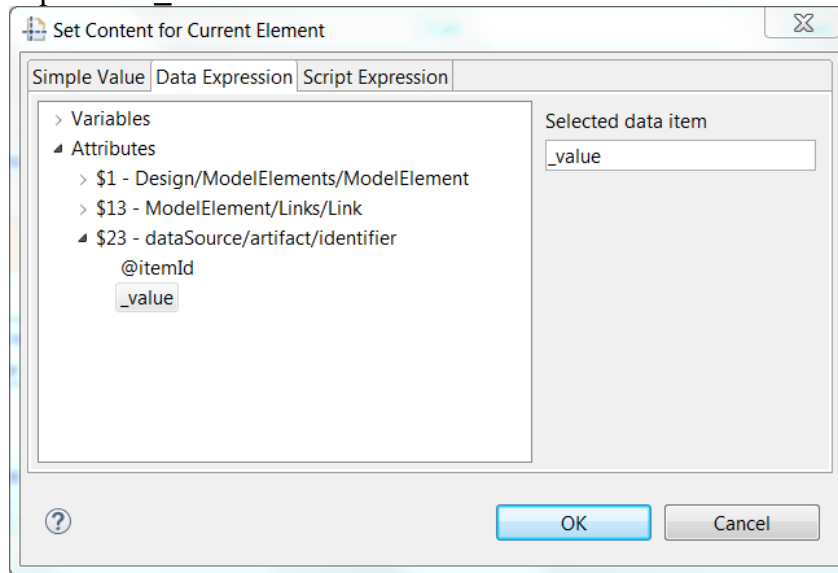 Set Content for Current Element
Simple Value Data Expression Script Expression
Variables
Attributes
$1 - Design/ModelElements/ModelElement
$13 - ModelElement/Links/Link
$23 - dataSource/artifact/identifier
@itemId
_value
Selected data item
_value
OK Cancel